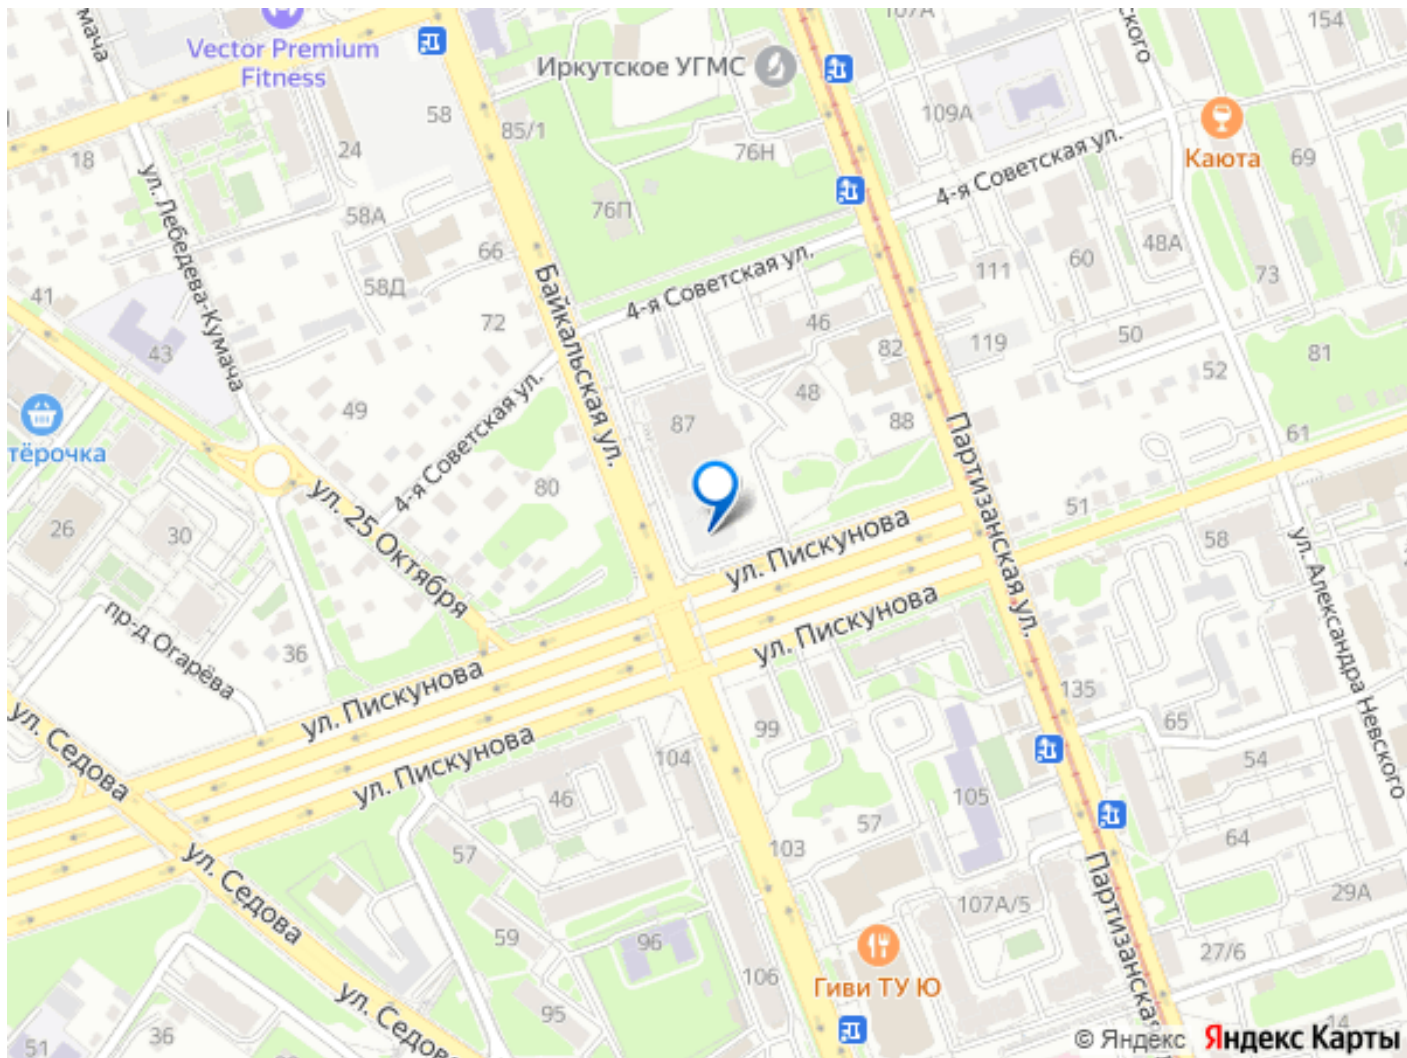 мача
Vector Premium
Fitness
Иркутское УГМС
107А
ского
154
58
85/1
109А
Каюта
18
24
76Н
69
4-я Советская ул.
ул. Лебедева-Кумача
58А
76П
66
48А
60
111
73
58Д
Байкальская ул.
4-я Советская ул.
41
72
46
50
119
82
43
81
52
48
49
4-я Советская ул.
87
88
61
тёрочка
Партизанская ул.
80
51
26
30
ул. 25 Октября
ул. Пискунова
58
ул. Александра Невского
пр-д Огарёва
36
ул. Пискунова
ул. Пискунова
135
65
ул. Седова
99
ул. Пискунова
104
54
46
105
57
64
57
103
ул. Седова
Партизанская
29А
107А/5
59
96
27/6
106
Гиви ТУ Ю
ул. Седова
95
36
51
14
© Яндекс Яндекс Карты